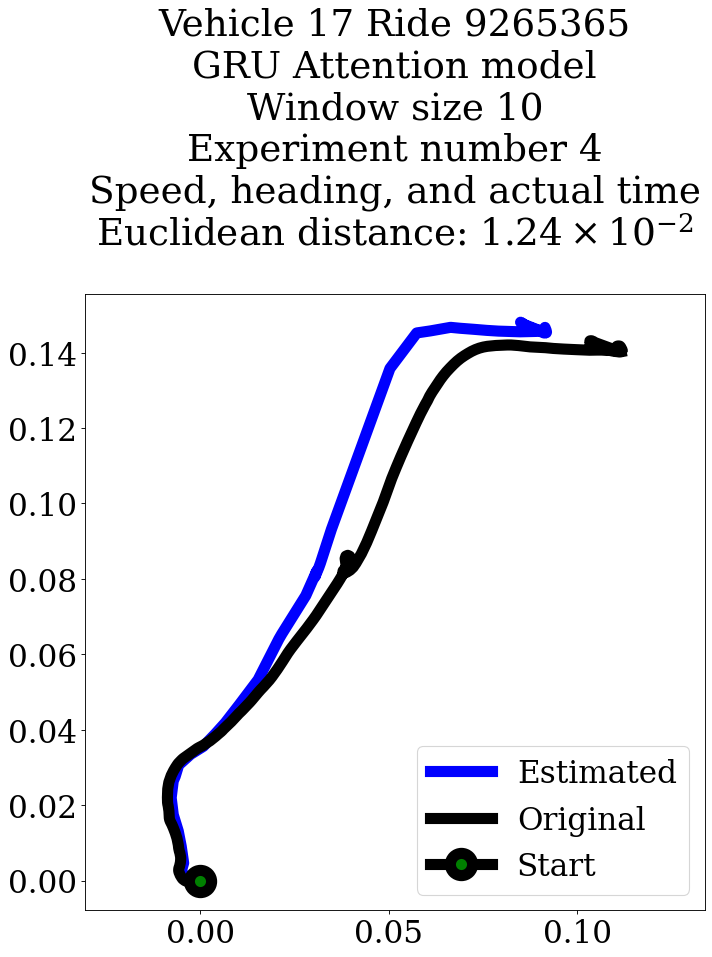 Vehicle 17 Ride 9265365
GRU Attention model
Window size 10
Experiment number 4
Speed, heading, and actual time
Euclidean distance: 1.24 × 10⁻²
0.14
0.12
0.10
0.08
0.06
0.04
0.02
0.00
Estimated
Original
Start
0.00 0.05 0.10